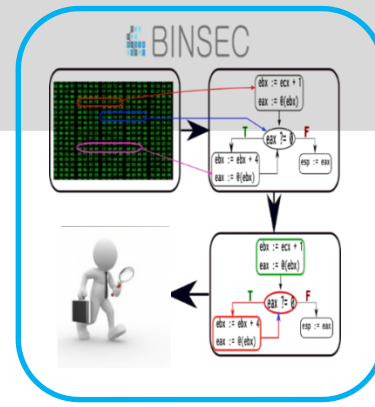 BINSEC
ebx := ecx + 1
eax := @(ebx)
T
F
eax ?= 0
ebx := ebx + 4
eax := @(ebx)
esp := eax
ebx := ecx + 1
eax := @(ebx)
T
F
eax ?= 0
ebx := ebx + 4
eax := @(ebx)
esp := eax